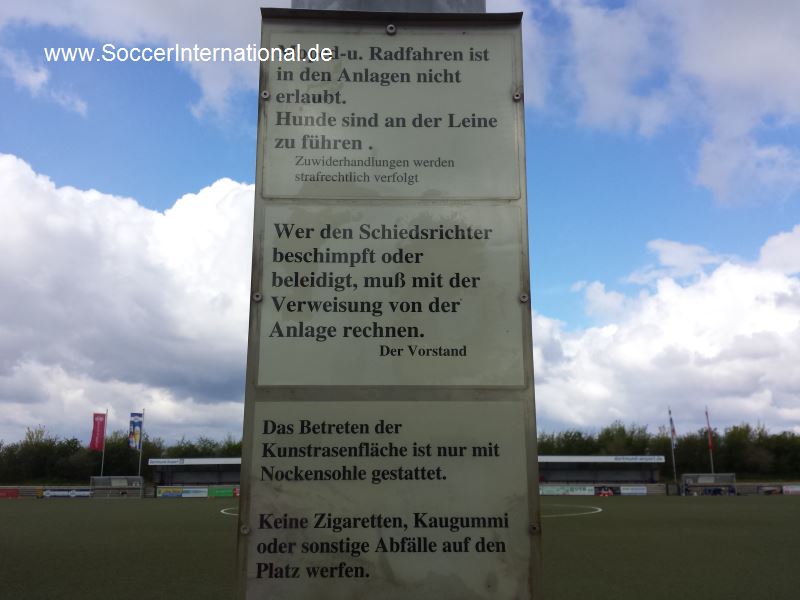 www.SoccerInternational.de
Radfahren ist
in den Anlagen nicht
erlaubt.
Hunde sind an der Leine
zu führen .
Zuwiderhandlungen werden
strafrechtlich verfolgt
Wer den Schiedsrichter
beschimpft oder
beleidigt, muß mit der
Verweisung von der
Anlage rechnen.
Der Vorstand
Das Betreten der
Kunstrasenfläche ist nur mit
Nockensohle gestattet.
Keine Zigaretten, Kaugummi
oder sonstige Abfälle auf den
Platz werfen.